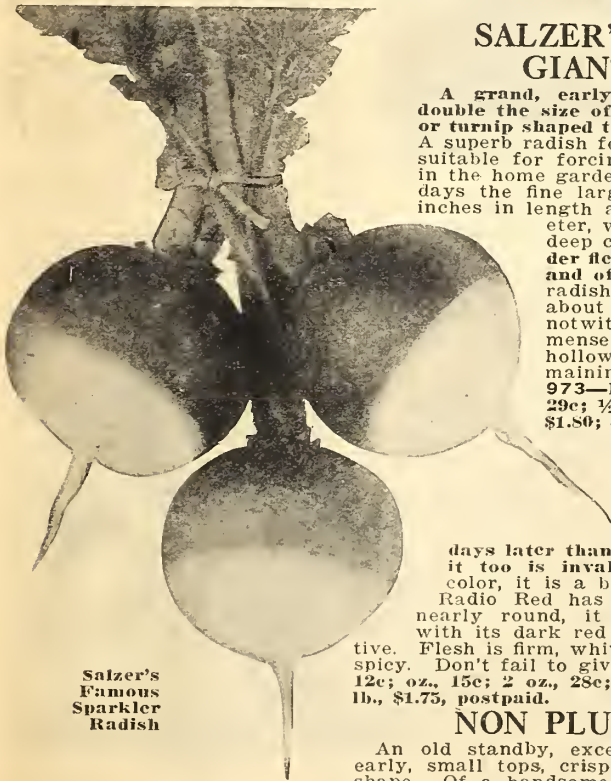 SALZER'
GIAN
A grand, early
double the size of
or turnip shaped t
A superb radish f
suitable for forci
in the home garde
days the fine larg
inches in length a
eter, v
deep c
der fl
and of
radish
about
notwit
mense
hollow
mainin
973—
29c; ½
$1.80;
days later than
it too is inval
color, it is a b
Radio Red has
nearly round, it
with its dark red
tive. Flesh is firm, whi
spicy. Don't fail to giv
12c; oz., 15c; 2 oz., 28c;
lb., $1.75, postpaid.
Salzer's
Famous
Sparkler
Radish
NON PLU
An old standby, exce
early, small tops, crisp